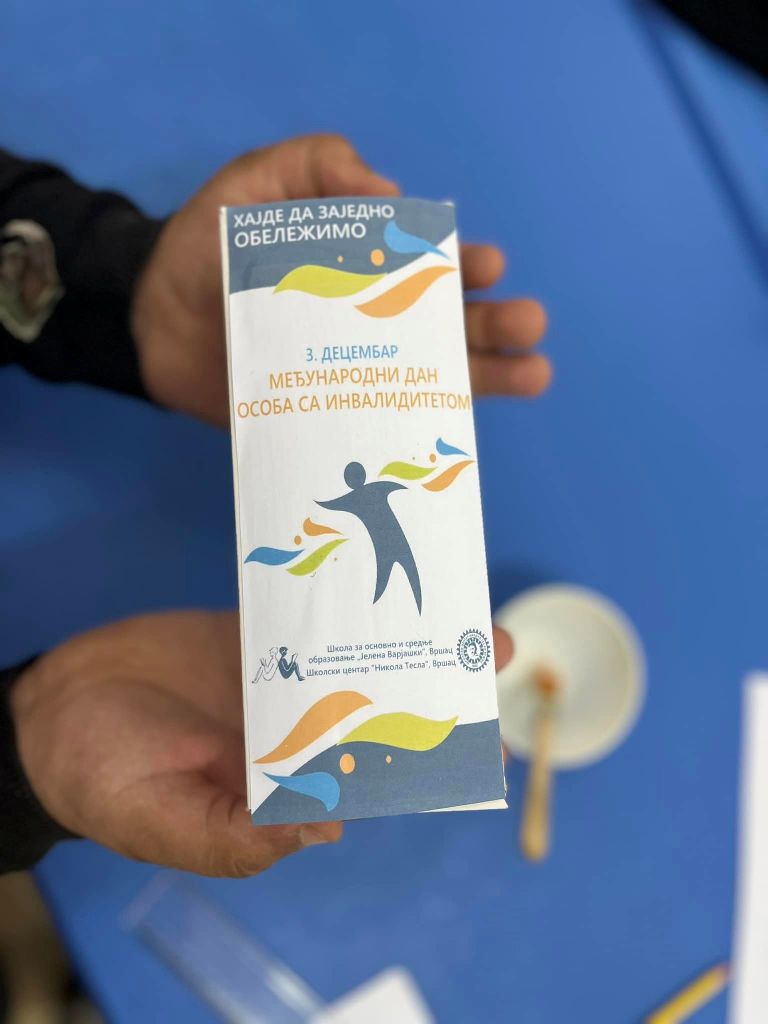 ХАЈДЕ ДА ЗАЈЕДНО
ОБЕЛЕЖИМО
3. ДЕЦЕМБАР
МЕЂУНАРОДНИ ДАН
ОСОБА СА ИНВАЛИДИТЕТОМ
Школа за основно и средње
образовање „Јелена Варјашки", Вршац
Школски центар "Никола Тесла", Вршац